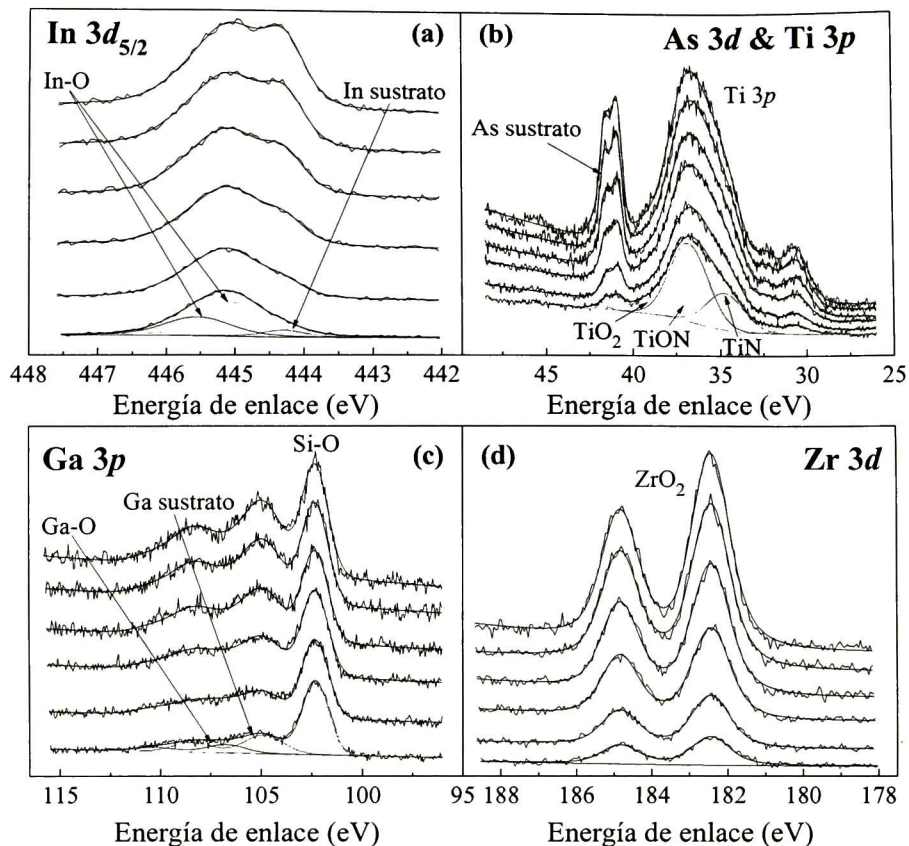 In 3d5/2
(a)
In-O
In sustrato
448 447 446 445 444 443 442
Energía de enlace (eV)
(b)
As 3d & Ti 3p
Ti 3p
As sustrato
TiO2
TiON
TiN
45 40 35 30 25
Energía de enlace (eV)
Ga 3p
(c)
Si-O
Ga sustrato
Ga-O
115 110 105 100 95
Energía de enlace (eV)
(d)
Zr 3d
ZrO2
188 186 184 182 180 178
Energía de enlace (eV)